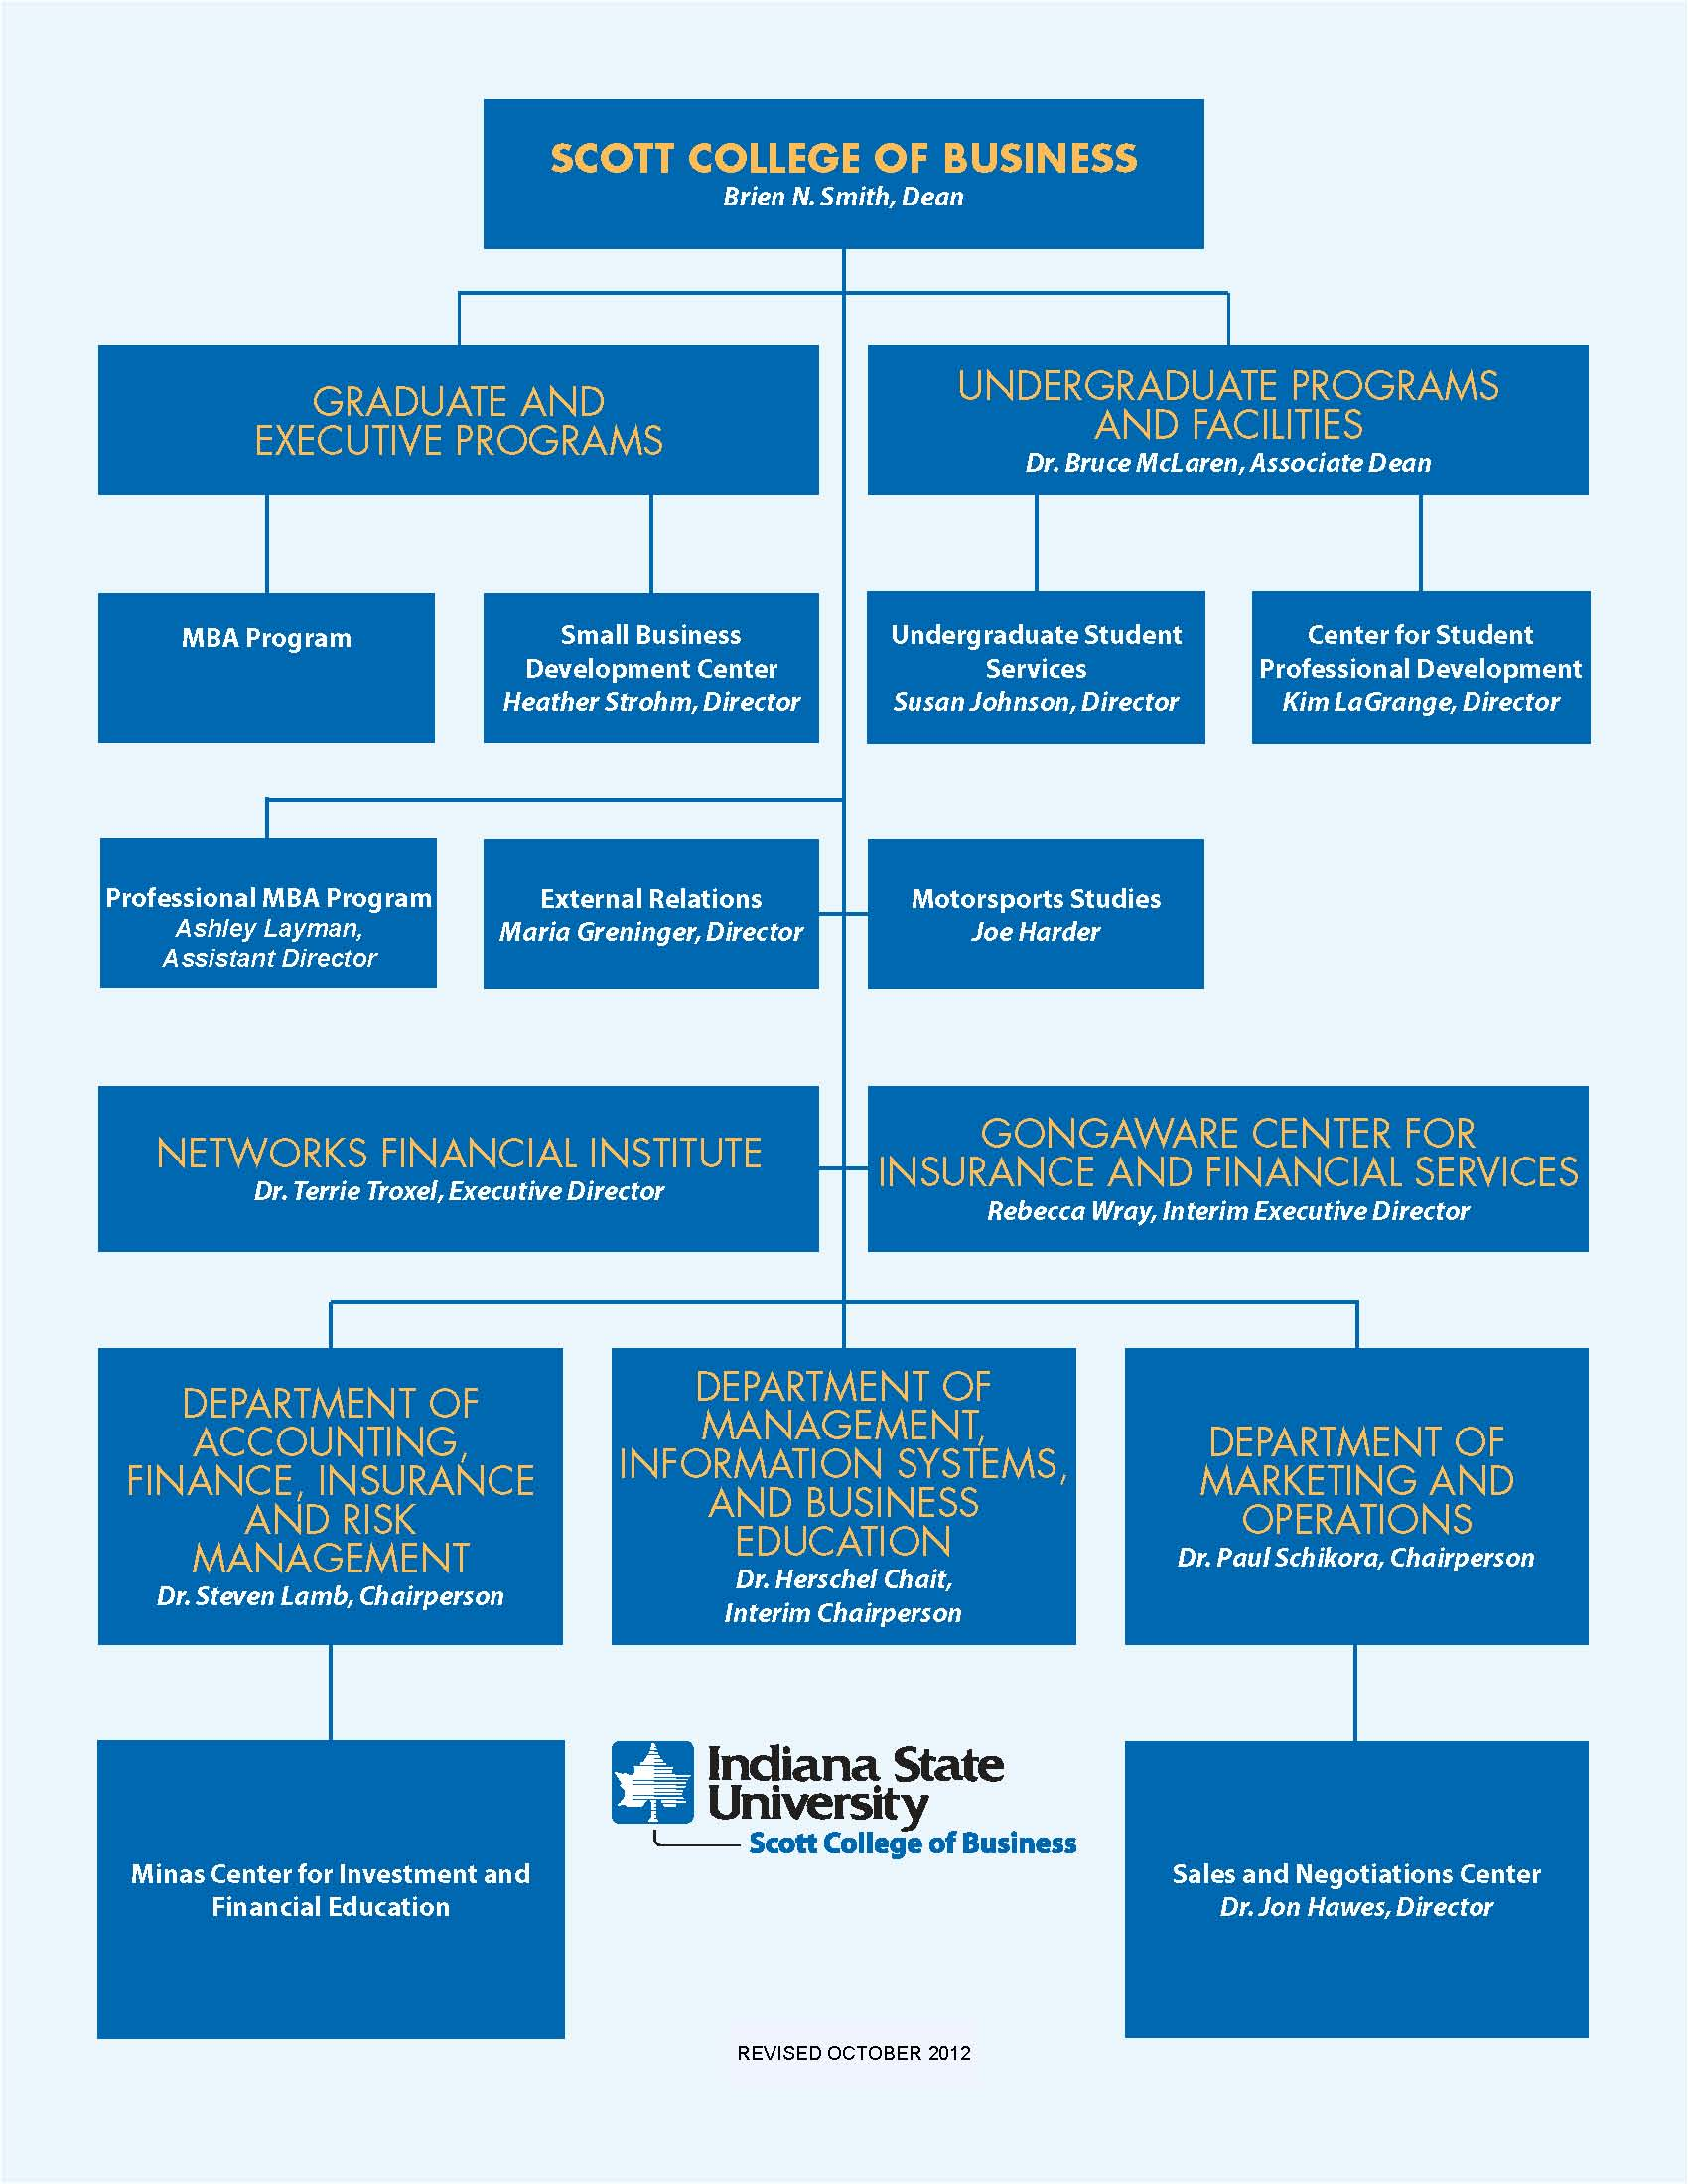 SCOTT COLLEGE OF BUSINESS
Brien N. Smith, Dean
GRADUATE AND
EXECUTIVE PROGRAMS
UNDERGRADUATE PROGRAMS
AND FACILITIES
Dr. Bruce McLaren, Associate Dean
MBA Program
Small Business
Development Center
Heather Strohm, Director
Undergraduate Student
Services
Susan Johnson, Director
Center for Student
Professional Development
Kim LaGrange, Director
Professional MBA Program
Ashley Layman,
Assistant Director
External Relations
Maria Greninger, Director
Motorsports Studies
Joe Harder
NETWORKS FINANCIAL INSTITUTE
Dr. Terrie Troxel, Executive Director
GONGAWARE CENTER FOR
INSURANCE AND FINANCIAL SERVICES
Rebecca Wray, Interim Executive Director
DEPARTMENT OF
ACCOUNTING,
FINANCE, INSURANCE
AND RISK
MANAGEMENT
Dr. Steven Lamb, Chairperson
DEPARTMENT OF
MANAGEMENT,
INFORMATION SYSTEMS,
AND BUSINESS
EDUCATION
Dr. Herschel Chait,
Interim Chairperson
DEPARTMENT OF
MARKETING AND
OPERATIONS
Dr. Paul Schikora, Chairperson
Minas Center for Investment and
Financial Education
Indiana State
University
Scott College of Business
Sales and Negotiations Center
Dr. Jon Hawes, Director
REVISED OCTOBER 2012